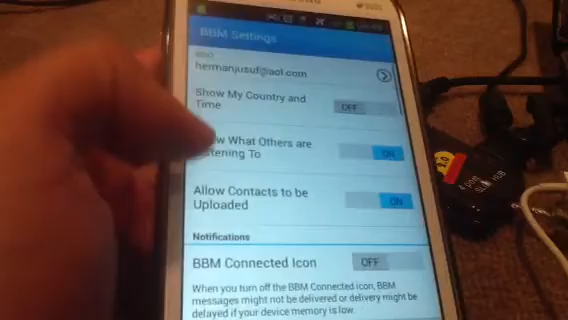 BBM Settings
hermanjusuf@aol.com
Show My Country and
Time
OFF
What Others are
To
ON
Allow Contacts to be
Uploaded
ON
Notifications
BBM Connected Icon
OFF
When you turn off the BBM Connected icon, BBM
messages might not be delivered or delivery might be
delayed if your device memory is low.